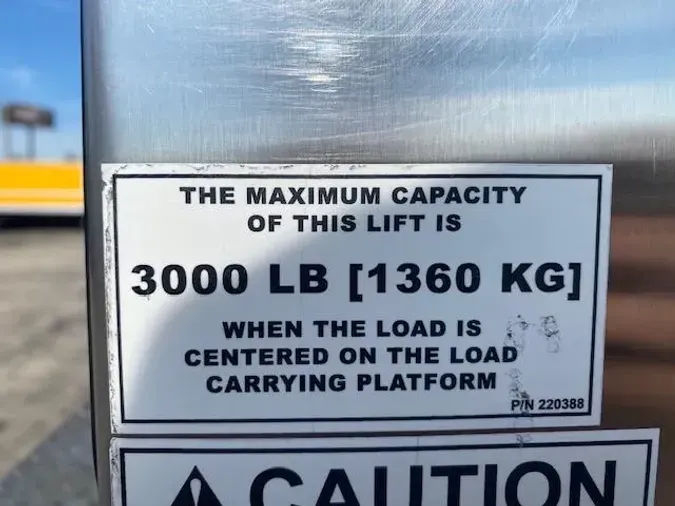 THE MAXIMUM CAPACITY
OF THIS LIFT IS
3000 LB [1360 KG]
WHEN THE LOAD IS
CENTERED ON THE LOAD
CARRYING PLATFORM
P/N 220388
CAUTION